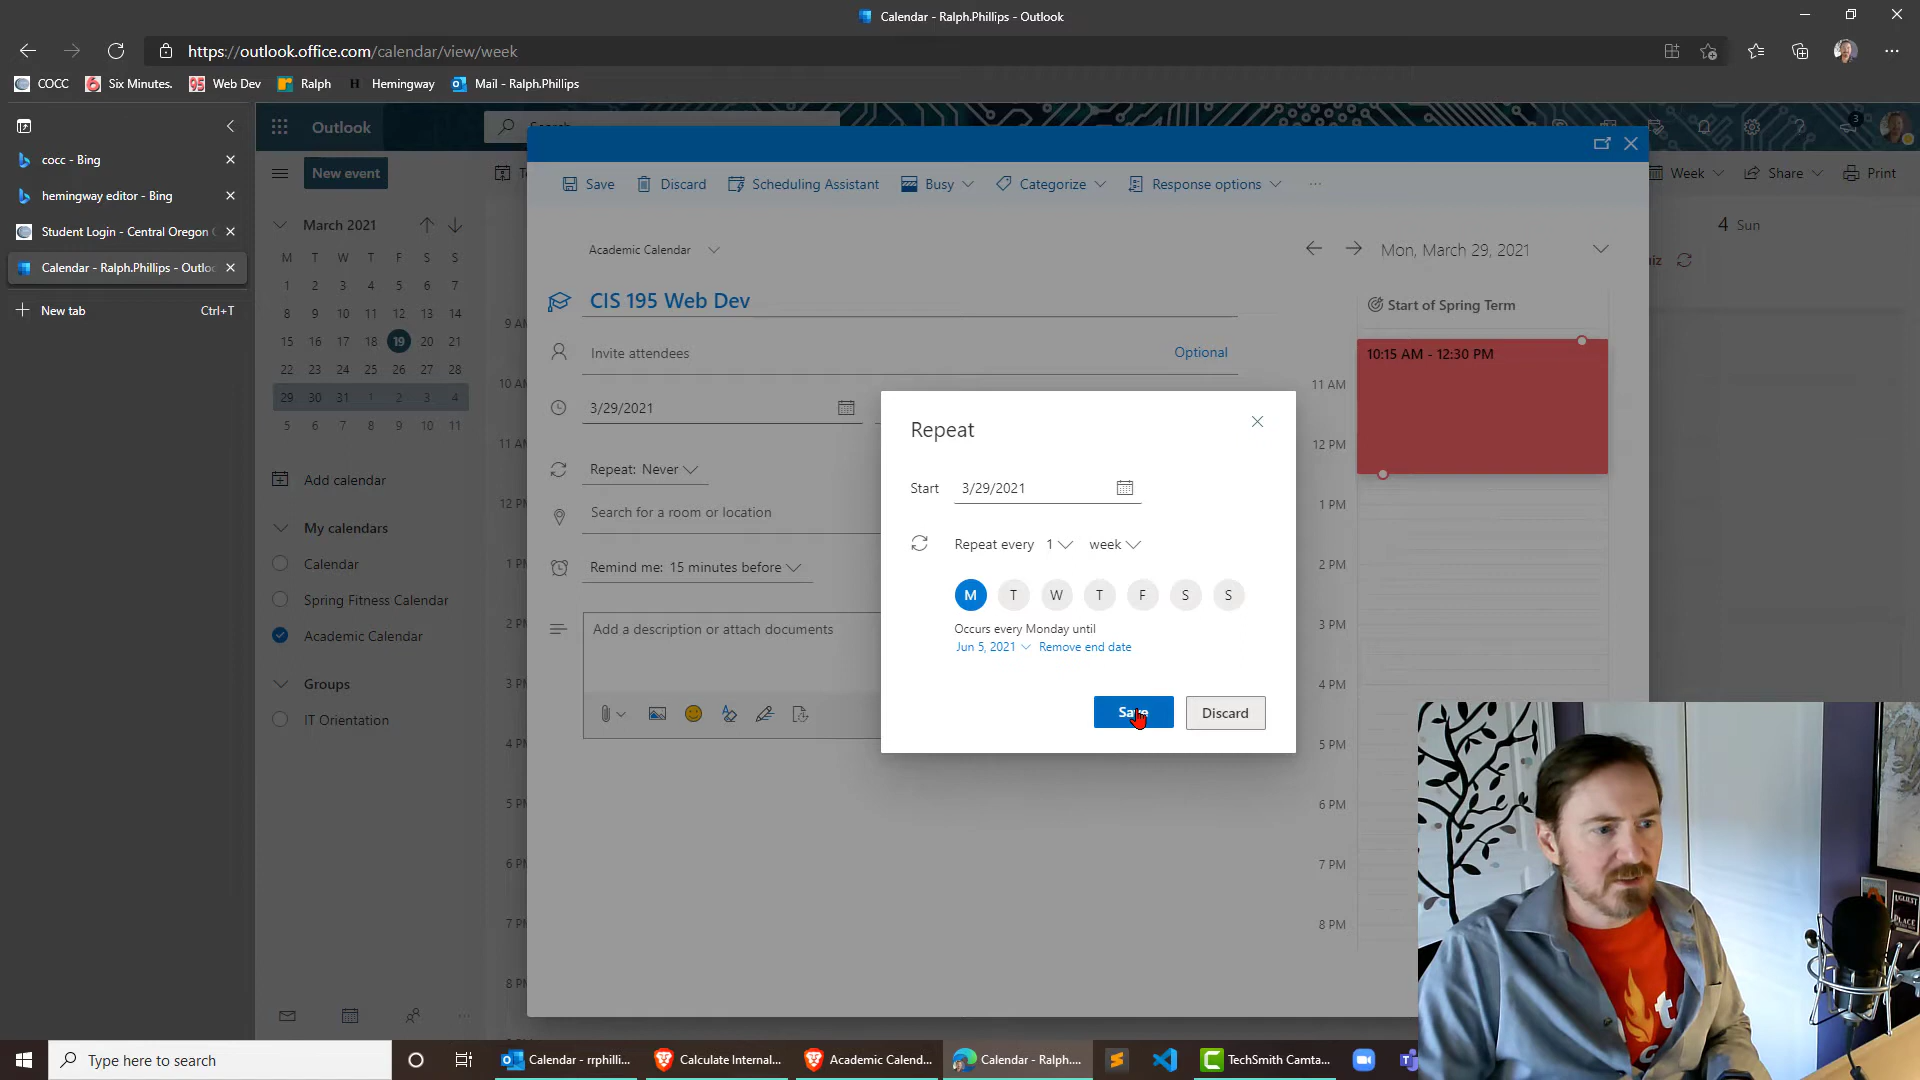 Calendar - Ralph.Phillips - Outlook
https://outlook.office.com/calendar/view/week
COCC
Six Minutes.
Web Dev
Ralph
H
Hemingway
Mail - Ralph.Phillips
cocc - Bing
hemingway editor - Bing
Student Login - Central Oregon
Calendar - Ralph.Phillips - Outlo
New tab
Ctrl+T
Outlook
Search
3
New event
Week
Share
Print
March 2021
M T W T F S S
1 2 3 4 5 6 7
8 9 10 11 12 13 14
15 16 17 18 19 20 21
22 23 24 25 26 27 28
29 30 31 1 2 3 4
5 6 7 8 9 10 11
Add calendar
My calendars
Calendar
Spring Fitness Calendar
Academic Calendar
Groups
IT Orientation
9 AM
10 AM
11 AM
12 PM
1 PM
2 PM
3 PM
4 PM
5 PM
6 PM
7 PM
8 PM
4 Sun
Save
Discard
Scheduling Assistant
Busy
Categorize
Response options
Academic Calendar
Mon, March 29, 2021
CIS 195 Web Dev
Invite attendees
Optional
3/29/2021
Repeat: Never
Search for a room or location
Remind me: 15 minutes before
Add a description or attach documents
Start of Spring Term
10:15 AM - 12:30 PM
11 AM
12 PM
1 PM
2 PM
3 PM
4 PM
5 PM
6 PM
7 PM
8 PM
Repeat
Start
3/29/2021
Repeat every 1 week
M T W T F S S
Occurs every Monday until
Jun 5, 2021
Remove end date
Save
Discard
Type here to search
Calendar - rrphilli...
Calculate Internal...
Academic Calend...
Calendar - Ralph....
TechSmith Camta...